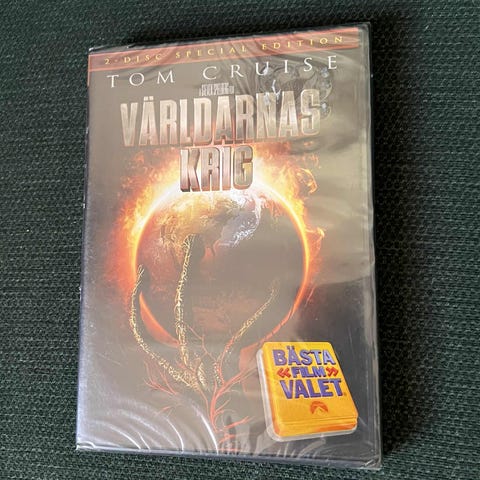 2-DISC SPECIAL EDITION
TOM CRUISE
VÄRLDARNAS
KRIG
BÄSTA
«FILM»
VALET